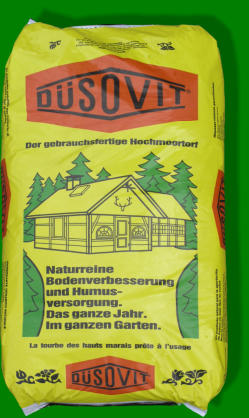 DÜSOVIT
Der gebrauchsfertige Hochmoortorf
Naturreine
Bodenverbesserung
und Humus-
versorgung.
Das ganze Jahr.
Im ganzen Garten.
La tourbe des hauts marais prête à l'usage
DÜSOVIT